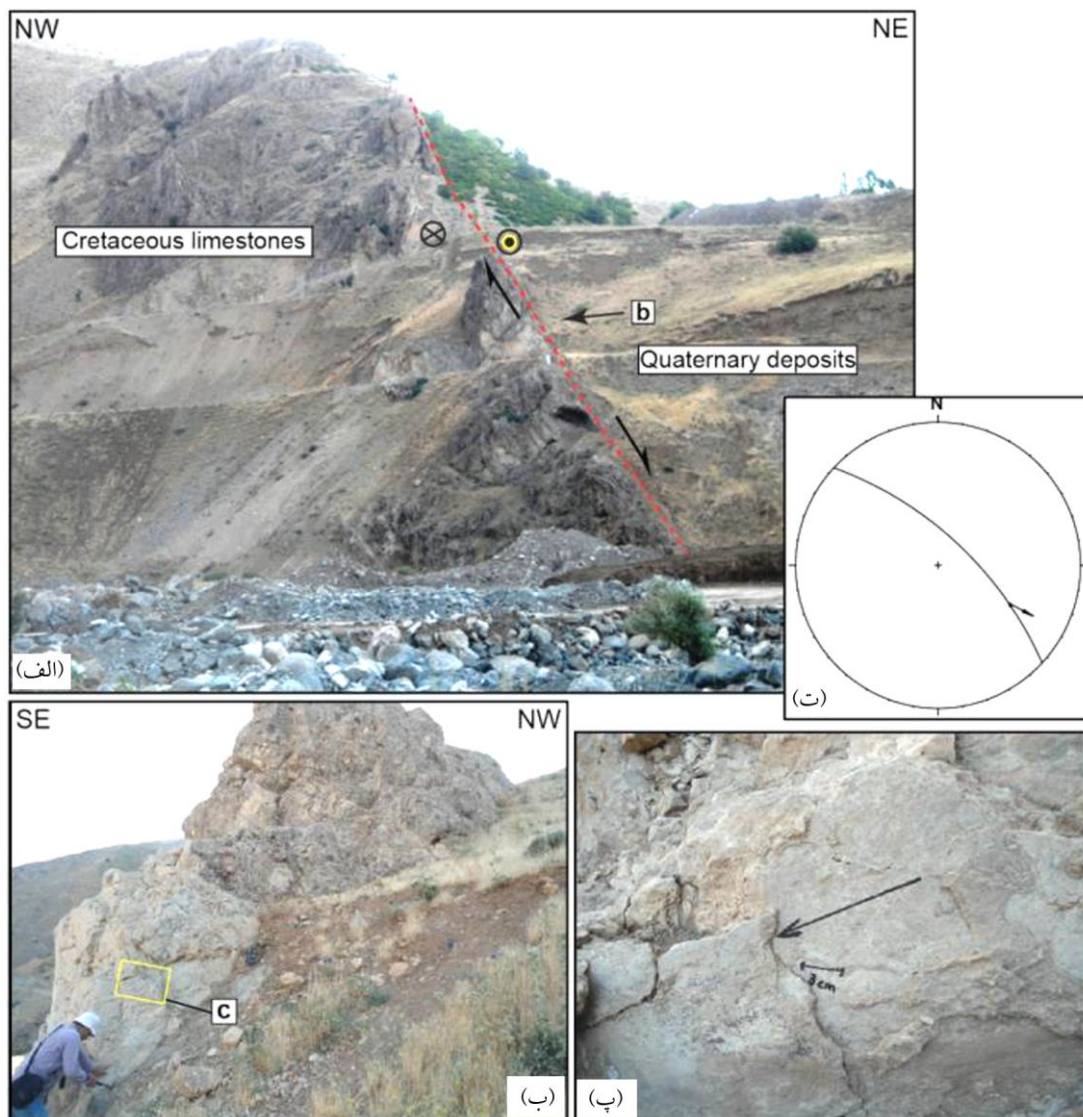 NW NE
Cretaceous limestones
b
Quaternary deposits
(الف)
N
(ت)
SE NW
C
(ب)
3cm
(پ)